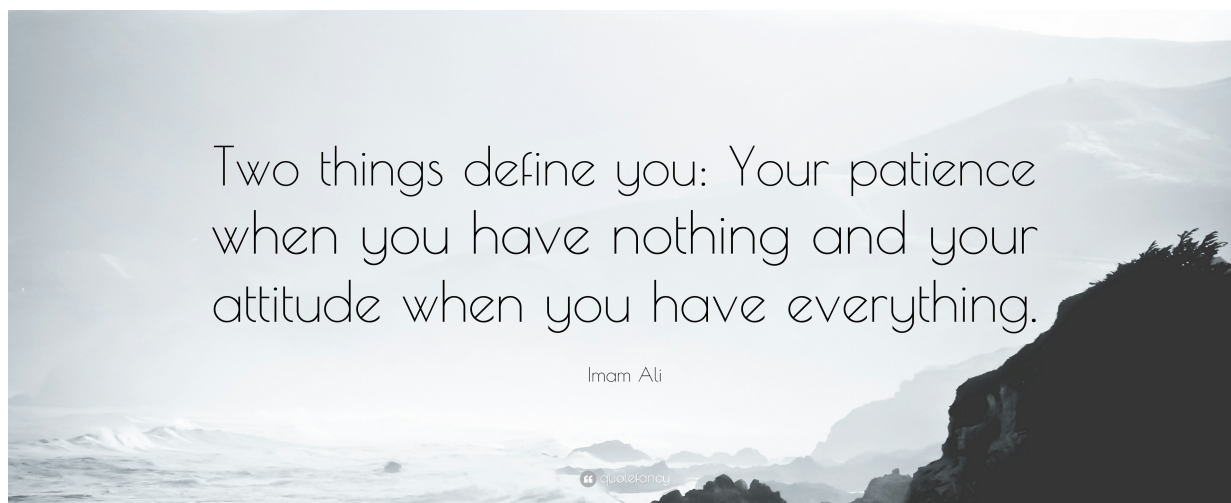 Two things define you: Your patience
when you have nothing and your
attitude when you have everything.
Imam Ali
quotefancy